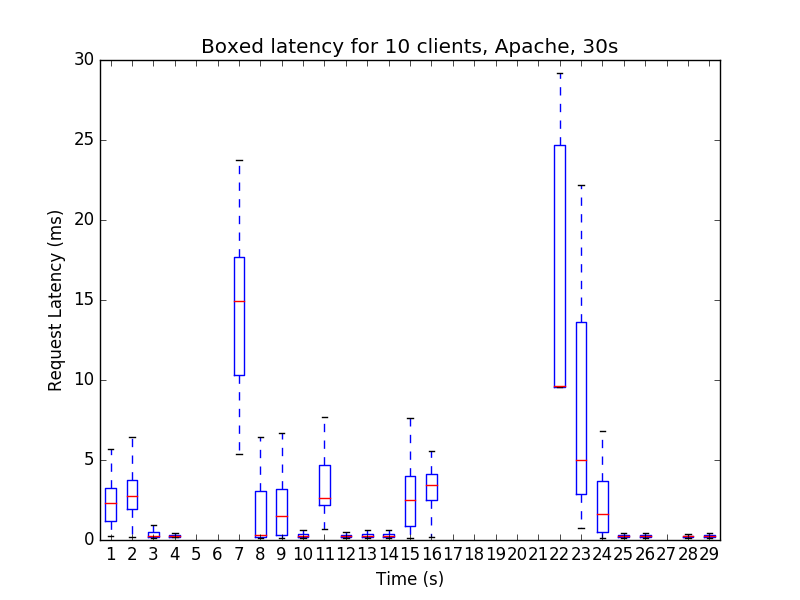 Boxed latency for 10 clients, Apache, 30s
30
25
20
15
10
5
0
Request Latency (ms)
1 2 3 4 5 6 7 8 9 10 11 12 13 14 15 16 17 18 19 20 21 22 23 24 25 26 27 28 29
Time (s)